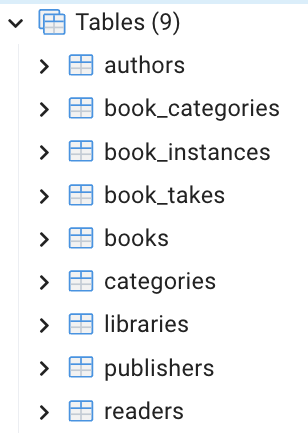 Tables (9)
authors
book_categories
book_instances
book_takes
books
categories
libraries
publishers
readers